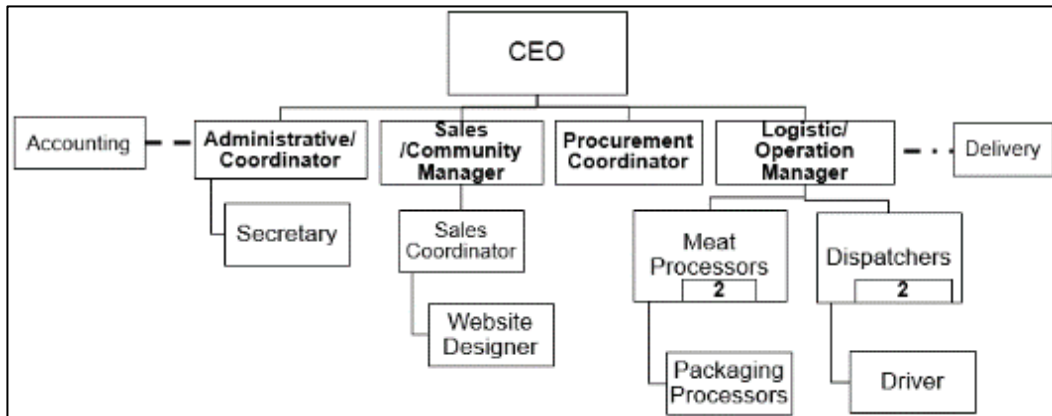 CEO
Accounting
Administrative/
Coordinator
Sales
/Community
Manager
Procurement
Coordinator
Logistic/
Operation
Manager
Delivery
Secretary
Sales
Coordinator
Meat
Processors
2
Dispatchers
2
Website
Designer
Packaging
Processors
Driver